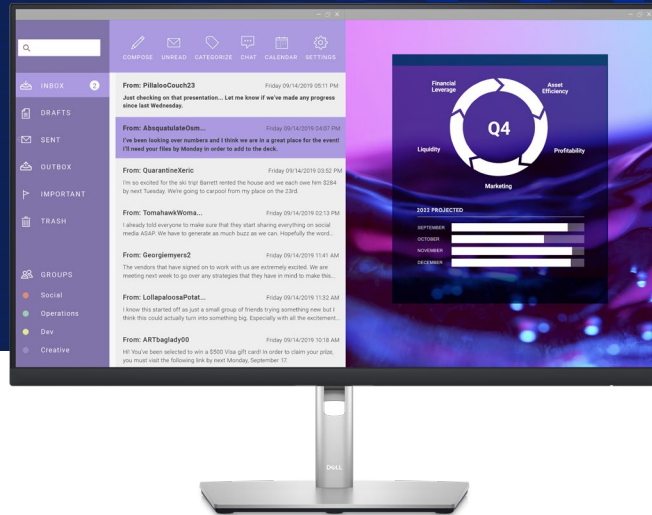 COMPOSE UNREAD CATEGORIZE CHAT CALENDAR SETTINGS
INBOX 2
DRAFTS
SENT
OUTBOX
IMPORTANT
TRASH
GROUPS
Social
Operations
Dev
Creative
From: PillalooCouch23 Friday 09/14/2019 05:11 PM
Just checking on that presentation... Let me know if we've made any progress
since last Wednesday.
From: AbsquatulateOsm... Friday 09/14/2019 04:07 PM
I've been looking over numbers and I think we are in a great place for the event!
I'll need your files by Monday in order to add to the deck.
From: QuarantineXeric Friday 09/14/2019 03:52 PM
I'm so excited for the ski trip! Barrett rented the house and we each owe him $284
by next Tuesday. We're going to carpool from my place on the 23rd.
From: TomahawkWoma... Friday 09/14/2019 02:13 PM
I already told everyone to make sure that they start sharing everything on social
media ASAP. We have to generate as much buzz as we can. Hopefully the word...
From: Georgiemyers2 Friday 09/14/2019 11:41 AM
The vendors that have signed on to work with us are extremely excited. We are
meeting next week to go over any strategies that they have in mind to make this...
From: LollapaloosaPotat... Friday 09/14/2019 11:32 AM
I know this started off as just a small group of friends trying something new but I
think this could actually turn into something big. Especially with all the excitement...
From: ARTbaglady00 Friday 09/14/2019 10:18 AM
Hi! You've been selected to win a $500 Visa gift card! In order to claim your prize,
you must visit the following link by next Monday, September 17.
Financial
Leverage
Asset
Efficiency
Q4
Liquidity
Profitability
Marketing
2023 PROJECTED
SEPTEMBER
OCTOBER
NOVEMBER
DECEMBER
DELL